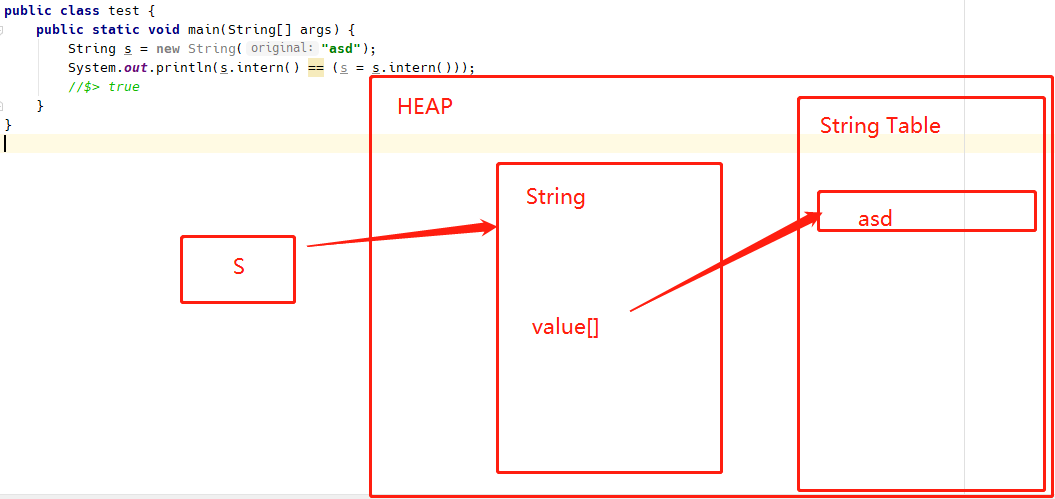 public class test {
public static void main(String[] args) {
String s = new String( original: "asd");
System.out.println(s.intern() == (s = s.intern()));
//$> true
}
}
HEAP
String Table
String
asd
S
value[]